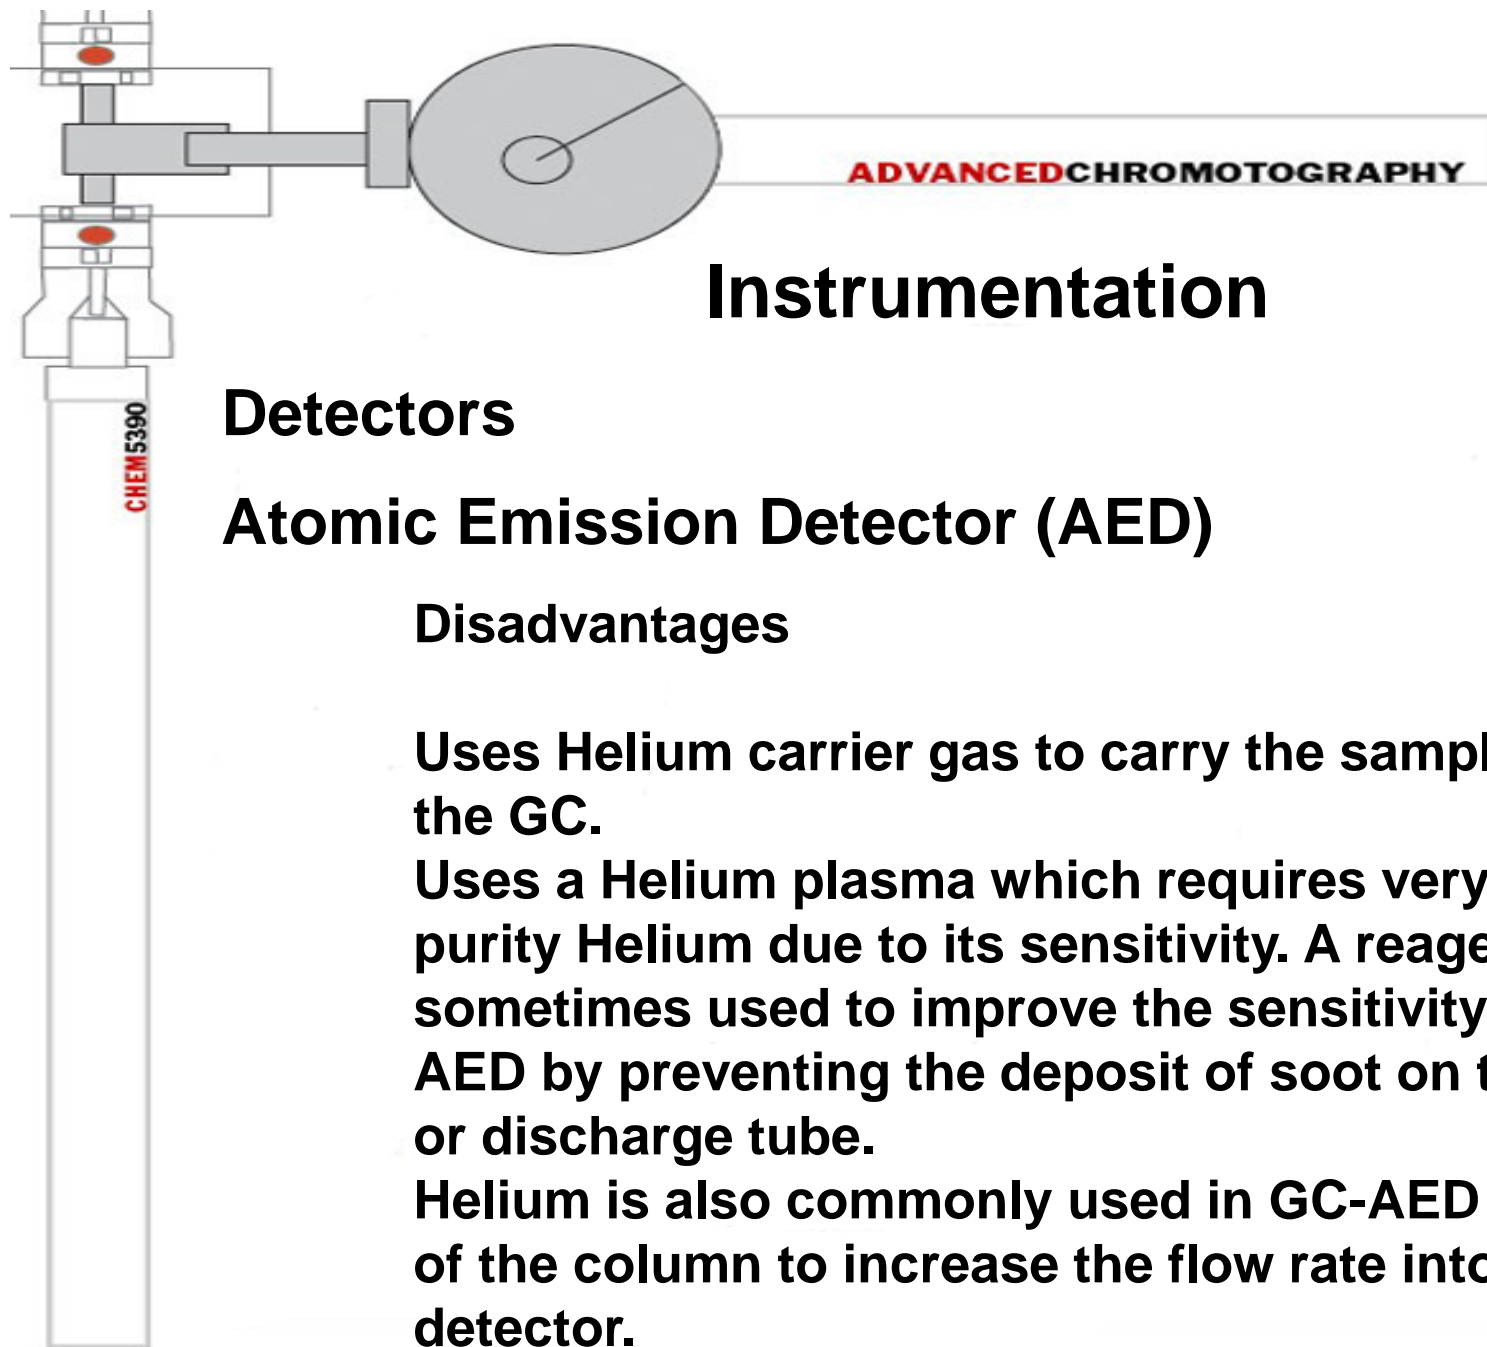 ADVANCEDCHROMOTOGRAPHY
Instrumentation
CHEM5390
Detectors
Atomic Emission Detector (AED)
Disadvantages
Uses Helium carrier gas to carry the
the GC.
Uses a Helium plasma which requires very
purity Helium due to its sensitivity. A
sometimes used to improve the sensitivity
AED by preventing the deposit of soot on
or discharge tube.
Helium is also commonly used in GC-AED
of the column to increase the flow rate
detector.